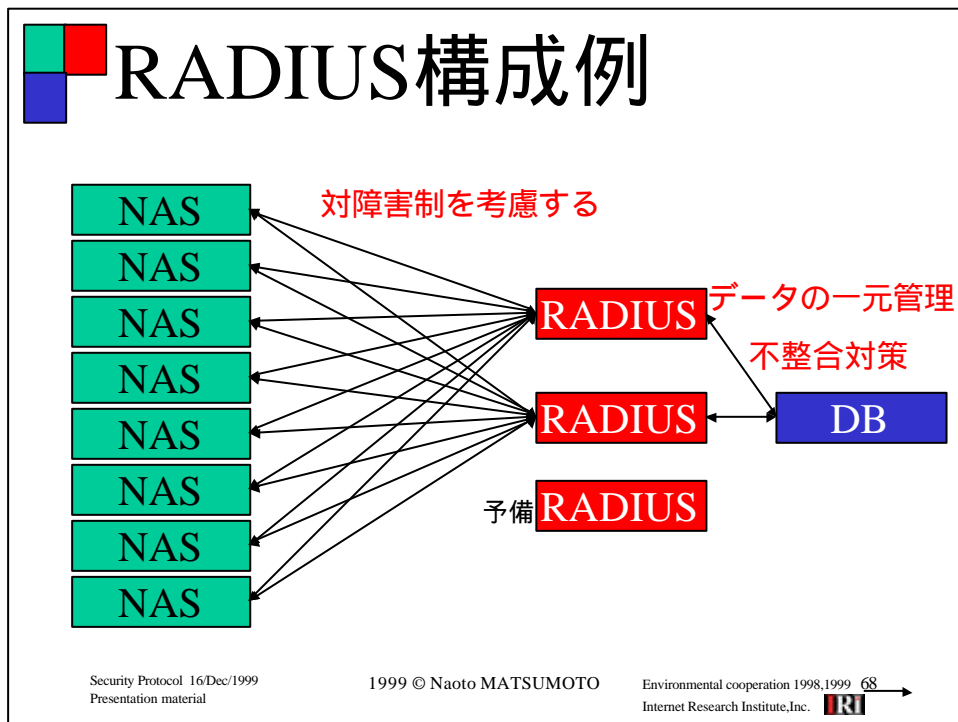 RADIUS構成例
対障害制を考慮する
NAS
NAS
NAS
NAS
NAS
NAS
NAS
NAS
RADIUS
データの一元管理
不整合対策
RADIUS
DB
予備
RADIUS
Security Protocol 16/Dec/1999
Presentation material
1999 © Naoto MATSUMOTO
Environmental cooperation 1998,1999
68
Internet Research Institute,Inc.
IRi